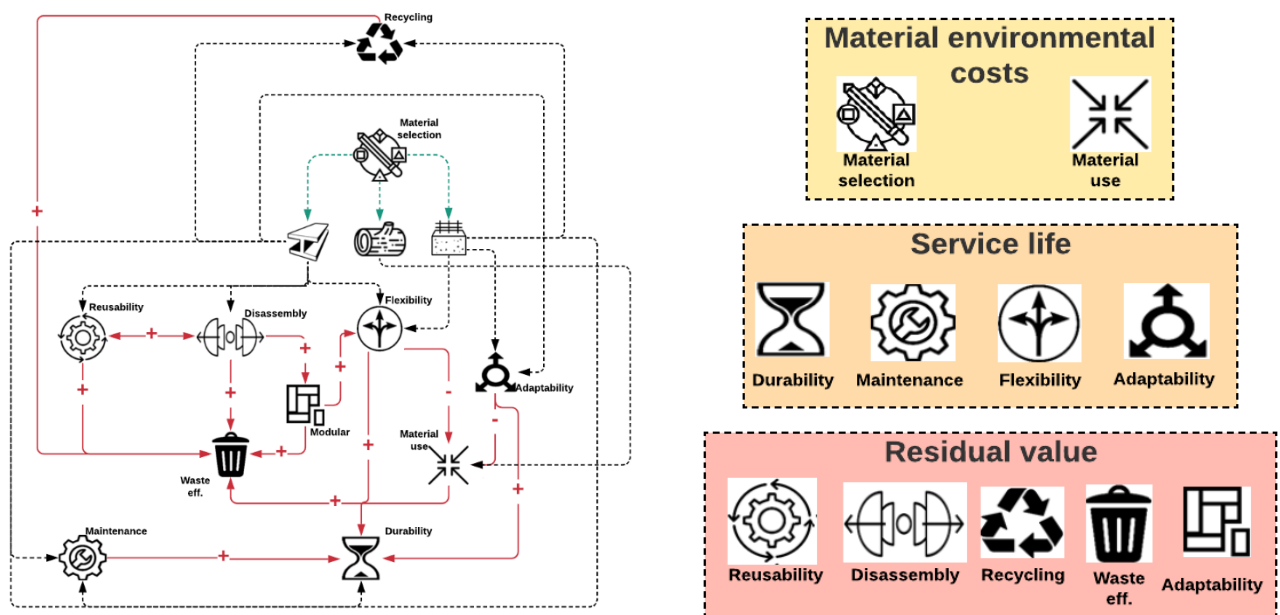 Recycling
+
Material
selection
Reusability
Disassembly
Flexibility
+
+
+
+
+
-
Adaptability
Modular
Material
use
-
+
+
Waste
eff.
+
+
Maintenance
Durability
+
Material environmental
costs
Material
selection
Material
use
Service life
Durability
Maintenance
Flexibility
Adaptability
Residual value
Reusability
Disassembly
Recycling
Waste
eff.
Adaptability